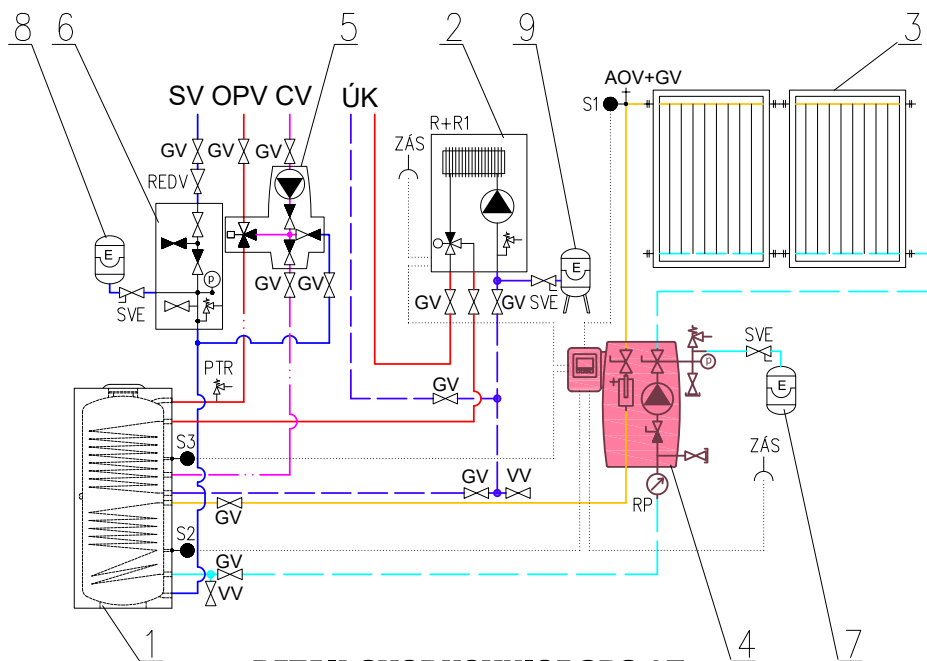 8 6 5 2 9 3
AOV+GV
SV OPV CV ÚK
S1
R+R1
ZÁS
GV GV GV
REDV
E
E
P
GV GV
SVE GV GV SVE
SVE
P
PTR
E
GV
S3
ZÁS
GV VV
GV
RP
S2
GV
VV
1 4 7